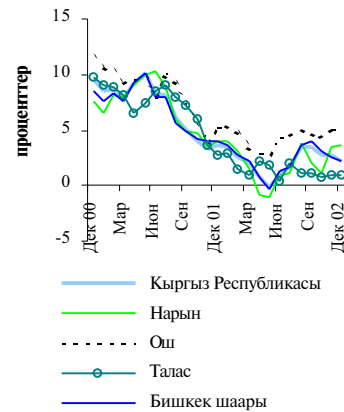 проценттер
15
10
5
0
-5
Дек 00
Мар
Июн
Сен
Дек 01
Мар
Июн
Сен
Дек 02
Кыргыз Республикасы
Нарын
Ош
Талас
Бишкек шаары